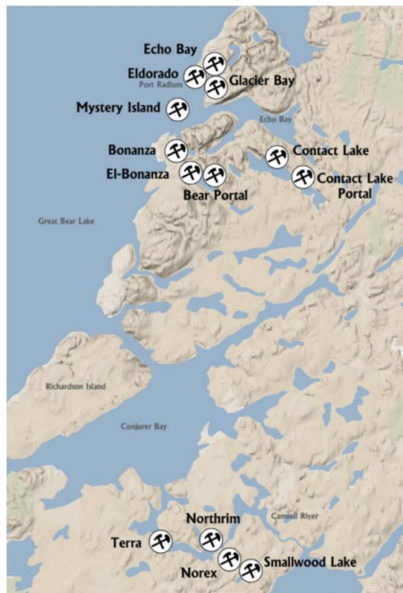 Echo Bay
Eldorado
Port Radium
Glacier Bay
Mystery Island
Echo Bay
Bonanza
Contact Lake
El-Bonanza
Contact Lake
Portal
Bear Portal
Great Bear Lake
Richardson Island
Conjurer Bay
Camsell River
Northrim
Terra
Smallwood Lake
Norex